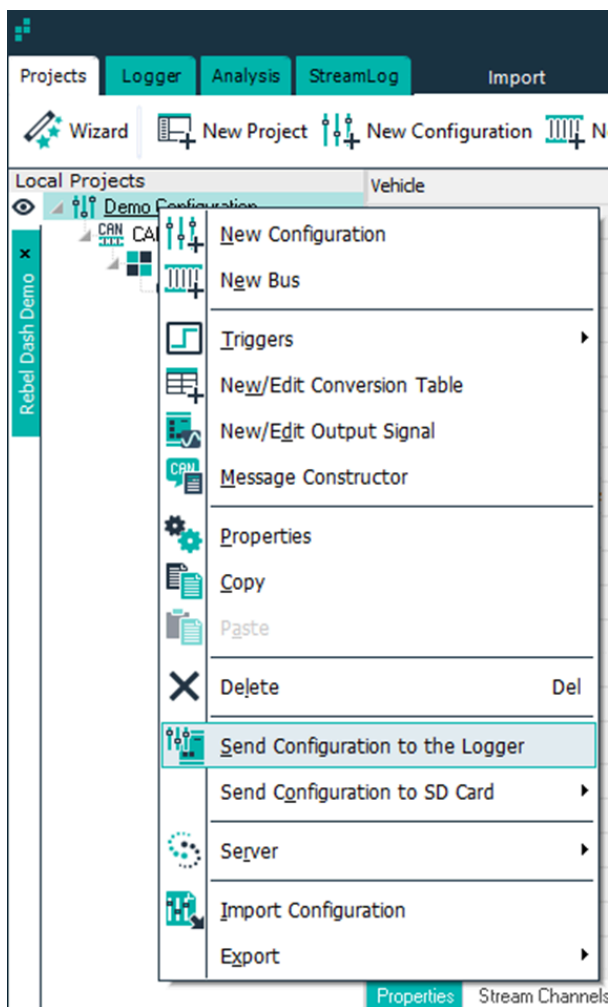 Projects Logger Analysis StreamLog Import
Wizard New Project New Configuration
Local Projects Vehicle
Demo Configuration
CAN
Rebel Dash Demo
New Configuration
New Bus
Triggers
New/Edit Conversion Table
New/Edit Output Signal
CAN Message Constructor
Properties
Copy
Paste
Delete Del
Send Configuration to the Logger
Send Configuration to SD Card
Server
Import Configuration
Export
Properties Stream Channels